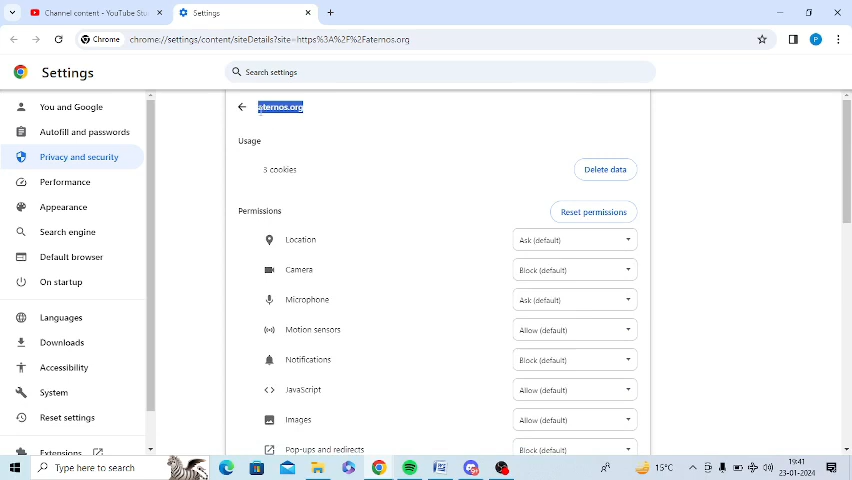 Channel content - YouTube Stu
Settings
Chrome
chrome://settings/content/siteDetails?site=https%3A%2F%2Faternos.org
P
Settings
Search settings
You and Google
Autofill and passwords
Privacy and security
Performance
Appearance
Search engine
Default browser
On startup
Languages
Downloads
Accessibility
System
Reset settings
Extensions
aternos.org
Usage
3 cookies
Delete data
Permissions
Reset permissions
Location
Ask (default)
Camera
Block (default)
Microphone
Ask (default)
Motion sensors
Allow (default)
Notifications
Block (default)
JavaScript
Allow (default)
Images
Allow (default)
Pop-ups and redirects
Block (default)
Type here to search
15°C
19:41
23-01-2024